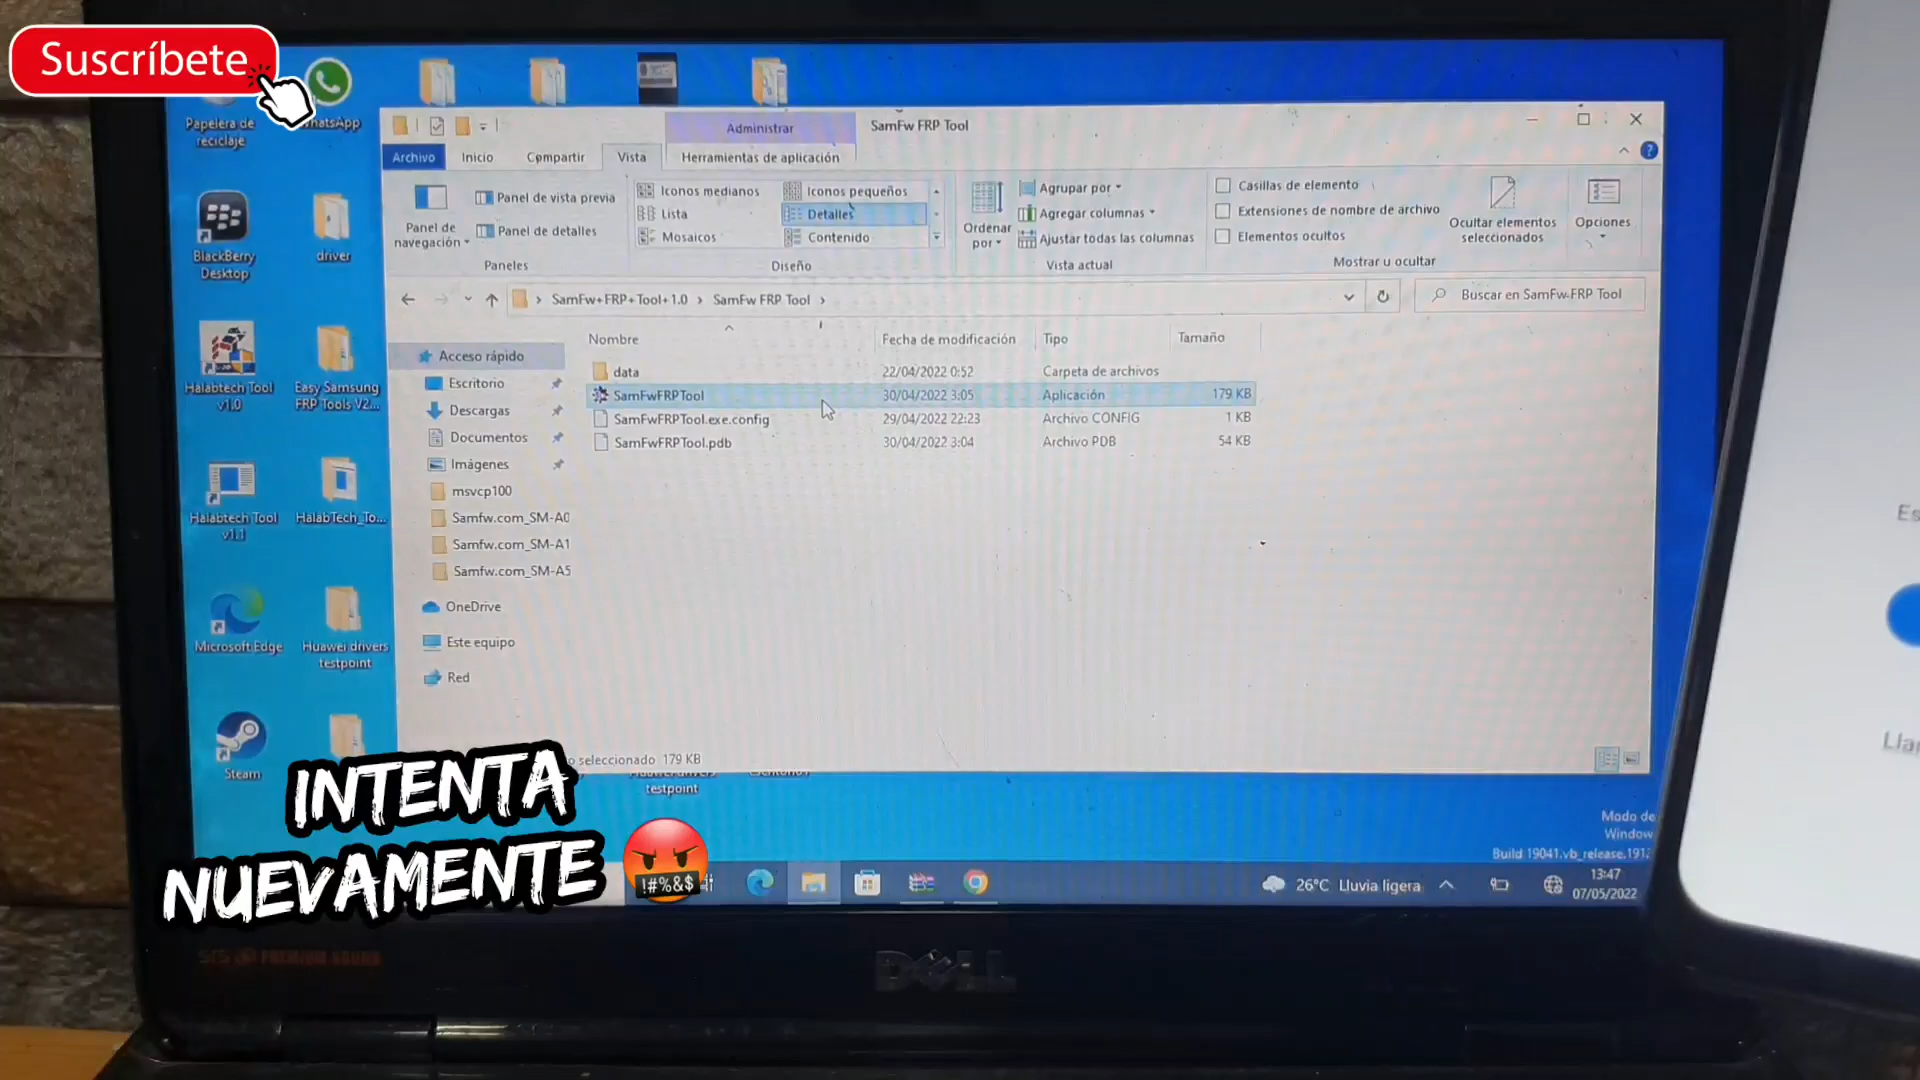 Suscríbete
Papelera de
reciclaje
WhatsApp
BlackBerry
Desktop
driver
Halabtech Tool
v1.0
Easy Samsung
FRP Tools V2...
Halabtech Tool
v1.1
HalabTech_To...
Microsoft Edge
Huawei drivers
testpoint
Steam
Administrar
SamFw FRP Tool
Archivo
Inicio
Compartir
Vista
Herramientas de aplicación
Panel de
navegación
Panel de vista previa
Panel de detalles
Paneles
Iconos medianos
Iconos pequeños
Lista
Detalles
Mosaicos
Contenido
Diseño
Ordenar
por
Agrupar por
Agregar columnas
Ajustar todas las columnas
Vista actual
Casillas de elemento
Extensiones de nombre de archivo
Elementos ocultos
Ocultar elementos
seleccionados
Opciones
Mostrar u ocultar
SamFw+FRP+Tool+1.0 > SamFw FRP Tool >
Buscar en SamFw FRP Tool
Nombre Fecha de modificación Tipo Tamaño
data 22/04/2022 0:52 Carpeta de archivos
SamFwFRPTool 30/04/2022 3:05 Aplicación 179 KB
SamFwFRPTool.exe.config 29/04/2022 22:23 Archivo CONFIG 1 KB
SamFwFRPTool.pdb 30/04/2022 3:04 Archivo PDB 54 KB
Acceso rápido
Escritorio
Descargas
Documentos
Imágenes
msvcp100
Samfw.com_SM-A0
Samfw.com_SM-A1
Samfw.com_SM-A5
OneDrive
Este equipo
Red
o seleccionado 179 KB
testpoint
INTENTA
NUEVAMENTE
!#%&$
Modo de
Window
Build 19041.vb_release.191
26°C Lluvia ligera
13:47
07/05/2022
DELL
Es
Lla